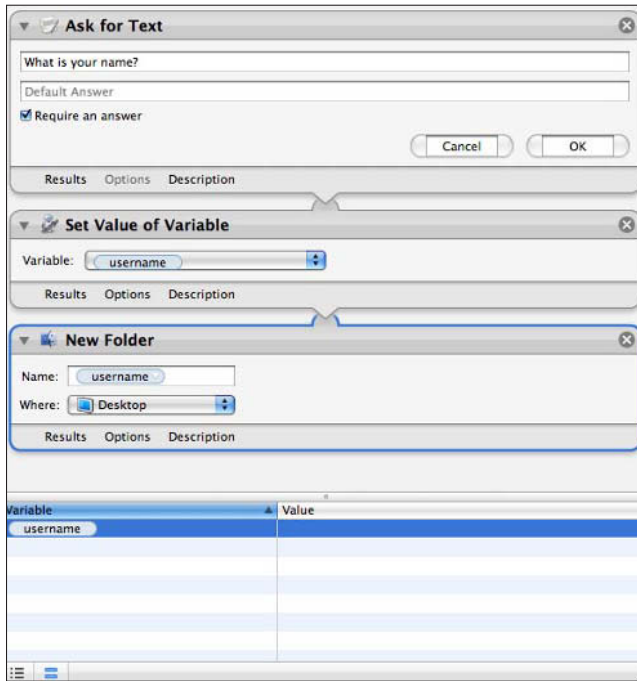 Ask for Text
What is your name?
Default Answer
Require an answer
Cancel OK
Results Options Description
Set Value of Variable
Variable: username
Results Options Description
New Folder
Name: username
Where: Desktop
Results Options Description
Variable Value
username